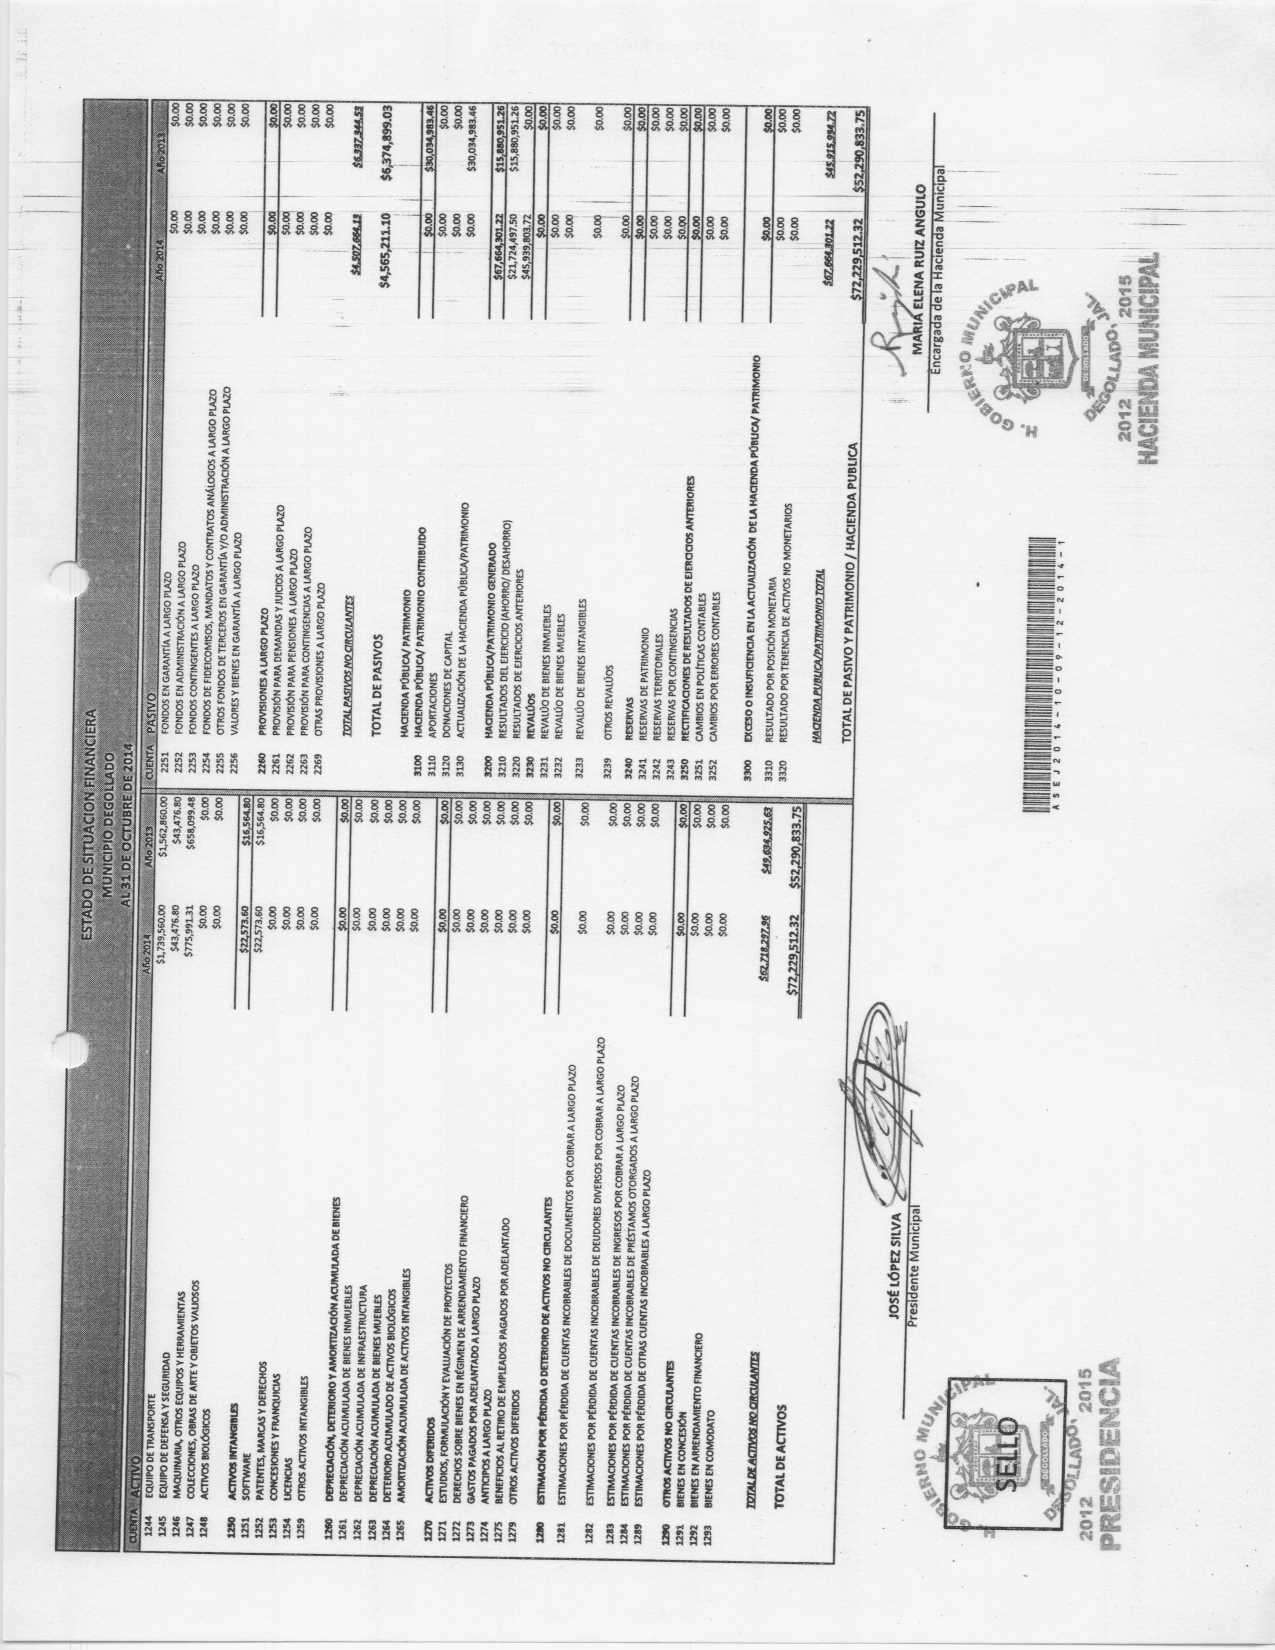 ESTADO DE SITUACION FINANCIERA
MUNICIPIO DEGOLLADO
AL 31 DE OCTUBRE DE 2014
CUENTA ACTIVO Año 2014 Año 2013
1244 EQUIPO DE TRANSPORTE $1,739,560.00 $1,562,860.00
1245 EQUIPO DE DEFENSA Y SEGURIDAD $43,476.80 $43,476.80
1246 MAQUINARIA, OTROS EQUIPOS Y HERRAMIENTAS $775,991.31 $658,099.48
1247 COLECCIONES, OBRAS DE ARTE Y OBJETOS VALIOSOS $0.00 $0.00
1248 ACTIVOS BIOLÓGICOS $0.00 $0.00
1250 ACTIVOS INTANGIBLES $22,573.60 $16,564.80
1251 SOFTWARE $22,573.60 $16,564.80
1252 PATENTES, MARCAS Y DERECHOS $0.00 $0.00
1253 CONCESIONES Y FRANQUICIAS $0.00 $0.00
1254 LICENCIAS $0.00 $0.00
1259 OTROS ACTIVOS INTANGIBLES $0.00 $0.00
1260 DEPRECIACIÓN, DETERIORO Y AMORTIZACIÓN ACUMULADA DE BIENES $0.00 $0.00
1261 DEPRECIACIÓN ACUMULADA DE BIENES INMUEBLES $0.00 $0.00
1262 DEPRECIACIÓN ACUMULADA DE INFRAESTRUCTURA $0.00 $0.00
1263 DEPRECIACIÓN ACUMULADA DE BIENES MUEBLES $0.00 $0.00
1264 DETERIORO ACUMULADO DE ACTIVOS BIOLÓGICOS $0.00 $0.00
1265 AMORTIZACIÓN ACUMULADA DE ACTIVOS INTANGIBLES $0.00 $0.00
1270 ACTIVOS DIFERIDOS $0.00 $0.00
1271 ESTUDIOS, FORMULACIÓN Y EVALUACIÓN DE PROYECTOS $0.00 $0.00
1272 DERECHOS SOBRE BIENES EN RÉGIMEN DE ARRENDAMIENTO FINANCIERO $0.00 $0.00
1273 GASTOS PAGADOS POR ADELANTADO A LARGO PLAZO $0.00 $0.00
1274 ANTICIPOS A LARGO PLAZO $0.00 $0.00
1275 BENEFICIOS AL RETIRO DE EMPLEADOS PAGADOS POR ADELANTADO $0.00 $0.00
1279 OTROS ACTIVOS DIFERIDOS $0.00 $0.00
1280 ESTIMACIÓN POR PÉRDIDA O DETERIORO DE ACTIVOS NO CIRCULANTES $0.00 $0.00
1281 ESTIMACIONES POR PÉRDIDA DE CUENTAS INCOBRABLES DE DOCUMENTOS POR COBRAR A LARGO PLAZO $0.00 $0.00
1282 ESTIMACIONES POR PÉRDIDA DE CUENTAS INCOBRABLES DE DEUDORES DIVERSOS POR COBRAR A LARGO PLAZO $0.00 $0.00
1283 ESTIMACIONES POR PÉRDIDA DE CUENTAS INCOBRABLES DE INGRESOS POR COBRAR A LARGO PLAZO $0.00 $0.00
1284 ESTIMACIONES POR PÉRDIDA DE CUENTAS INCOBRABLES DE PRÉSTAMOS OTORGADOS A LARGO PLAZO $0.00 $0.00
1289 ESTIMACIONES POR PÉRDIDA DE OTRAS CUENTAS INCOBRABLES A LARGO PLAZO $0.00 $0.00
1290 OTROS ACTIVOS NO CIRCULANTES $0.00 $0.00
1291 BIENES EN CONCESIÓN $0.00 $0.00
1292 BIENES EN ARRENDAMIENTO FINANCIERO $0.00 $0.00
1293 BIENES EN COMODATO $0.00 $0.00
TOTAL DE ACTIVOS NO CIRCULANTES $62,718,297.96 $49,634,925.63
TOTAL DE ACTIVOS $72,229,512.32 $52,290,833.75
CUENTA PASIVO Año 2014 Año 2013
2251 FONDOS EN GARANTÍA A LARGO PLAZO $0.00 $0.00
2252 FONDOS EN ADMINISTRACIÓN A LARGO PLAZO $0.00 $0.00
2253 FONDOS CONTINGENTES A LARGO PLAZO $0.00 $0.00
2254 FONDOS DE FIDEICOMISOS, MANDATOS Y CONTRATOS ANÁLOGOS A LARGO PLAZO $0.00 $0.00
2255 OTROS FONDOS DE TERCEROS EN GARANTÍA Y/O ADMINISTRACIÓN A LARGO PLAZO $0.00 $0.00
2256 VALORES Y BIENES EN GARANTÍA A LARGO PLAZO $0.00 $0.00
2260 PROVISIONES A LARGO PLAZO $0.00 $0.00
2261 PROVISIÓN PARA DEMANDAS Y JUICIOS A LARGO PLAZO $0.00 $0.00
2262 PROVISIÓN PARA PENSIONES A LARGO PLAZO $0.00 $0.00
2263 PROVISIÓN PARA CONTINGENCIAS A LARGO PLAZO $0.00 $0.00
2269 OTRAS PROVISIONES A LARGO PLAZO $0.00 $0.00
TOTAL PASIVOS NO CIRCULANTES $4,507,664.13 $6,337,344.53
TOTAL DE PASIVOS $4,565,211.10 $6,374,899.03
HACIENDA PÚBLICA/ PATRIMONIO
3100 HACIENDA PÚBLICA/ PATRIMONIO CONTRIBUIDO $0.00 $30,034,983.46
3110 APORTACIONES $0.00 $0.00
3120 DONACIONES DE CAPITAL $0.00 $0.00
3130 ACTUALIZACIÓN DE LA HACIENDA PÚBLICA/PATRIMONIO $0.00 $30,034,983.46
3200 HACIENDA PÚBLICA/PATRIMONIO GENERADO $67,664,301.22 $15,880,951.26
3210 RESULTADOS DEL EJERCICIO (AHORRO/ DESAHORRO) $21,724,497.50 $15,880,951.26
3220 RESULTADOS DE EJERCICIOS ANTERIORES $45,939,803.72 $0.00
3230 REVALÚOS $0.00 $0.00
3231 REVALÚO DE BIENES INMUEBLES $0.00 $0.00
3232 REVALÚO DE BIENES MUEBLES $0.00 $0.00
3233 REVALÚO DE BIENES INTANGIBLES $0.00 $0.00
3239 OTROS REVALÚOS $0.00 $0.00
3240 RESERVAS $0.00 $0.00
3241 RESERVAS DE PATRIMONIO $0.00 $0.00
3242 RESERVAS TERRITORIALES $0.00 $0.00
3243 RESERVAS POR CONTINGENCIAS $0.00 $0.00
3250 RECTIFICACIONES DE RESULTADOS DE EJERCICIOS ANTERIORES $0.00 $0.00
3251 CAMBIOS EN POLÍTICAS CONTABLES $0.00 $0.00
3252 CAMBIOS POR ERRORES CONTABLES $0.00 $0.00
3300 EXCESO O INSUFICIENCIA EN LA ACTUALIZACIÓN DE LA HACIENDA PÚBLICA/ PATRIMONIO $0.00 $0.00
3310 RESULTADO POR POSICIÓN MONETARIA $0.00 $0.00
3320 RESULTADO POR TENENCIA DE ACTIVOS NO MONETARIOS $0.00 $0.00
HACIENDA PUBLICA/PATRIMONIO TOTAL $67,664,301.22 $45,915,934.72
TOTAL DE PASIVO Y PATRIMONIO / HACIENDA PUBLICA $72,229,512.32 $52,290,833.75
JOSÉ LÓPEZ SILVA
Presidente Municipal
MARIA ELENA RUIZ ANGULO
Encargada de la Hacienda Municipal
H. GOBIERNO MUNICIPAL
SELLO
DEGOLLADO
DEGOLLADO, JAL.
2012 2015
PRESIDENCIA
ASEJ2014-10-09-12-2014-1
H. GOBIERNO MUNICIPAL
DEGOLLADO
DEGOLLADO, JAL.
2012 2015
HACIENDA MUNICIPAL